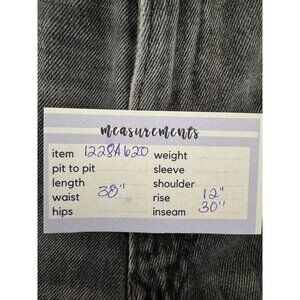 measurements
item 1228A620 weight
pit to pit sleeve
length shoulder
waist 38" rise 12"
hips inseam 30"